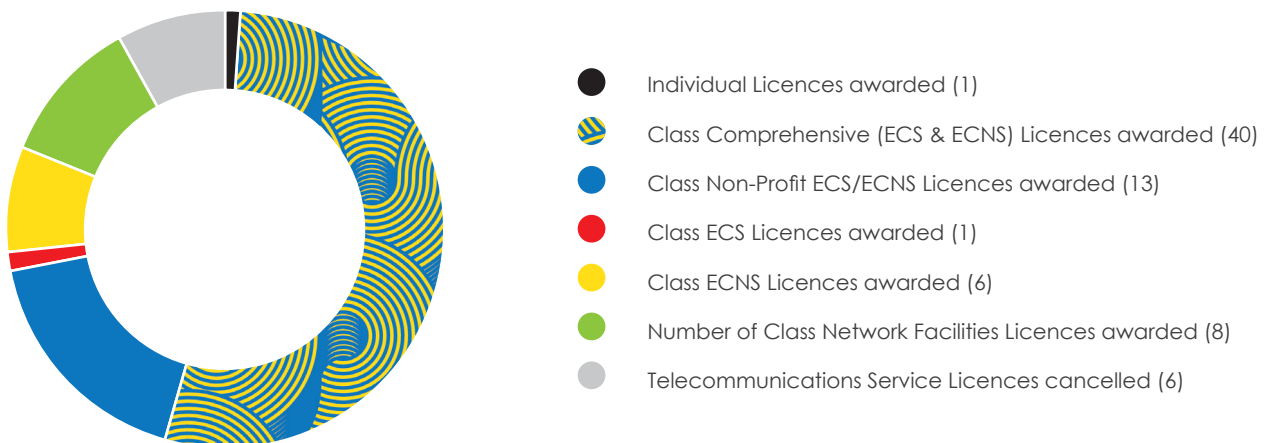 Individual Licences awarded (1)
Class Comprehensive (ECS & ECNS) Licences awarded (40)
Class Non-Profit ECS/ECNS Licences awarded (13)
Class ECS Licences awarded (1)
Class ECNS Licences awarded (6)
Number of Class Network Facilities Licences awarded (8)
Telecommunications Service Licences cancelled (6)